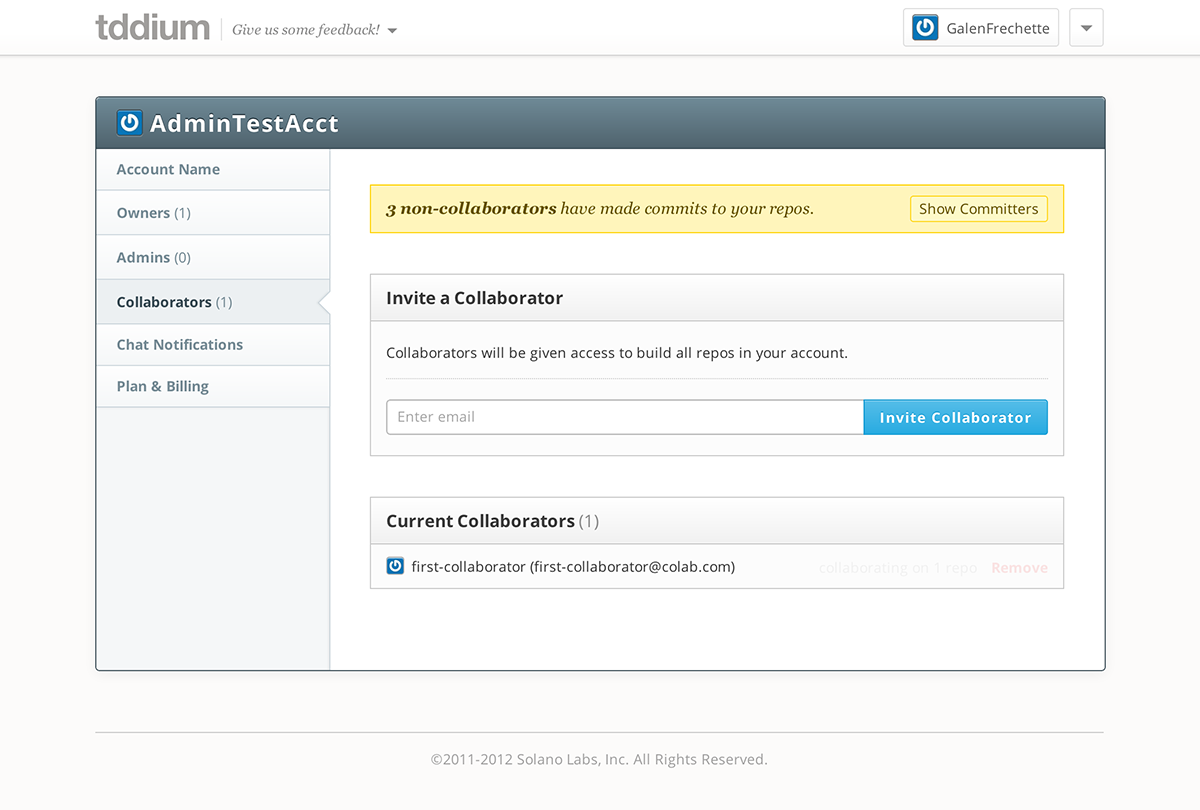 tddium
Give us some feedback!
GalenFrechette
AdminTestAcct
Account Name
Owners (1)
Admins (0)
Collaborators (1)
Chat Notifications
Plan & Billing
3 non-collaborators have made commits to your repos.
Show Committers
Invite a Collaborator
Collaborators will be given access to build all repos in your account.
Enter email
Invite Collaborator
Current Collaborators (1)
first-collaborator (first-collaborator@colab.com)
collaborating on 1 repo
Remove
©2011-2012 Solano Labs, Inc. All Rights Reserved.